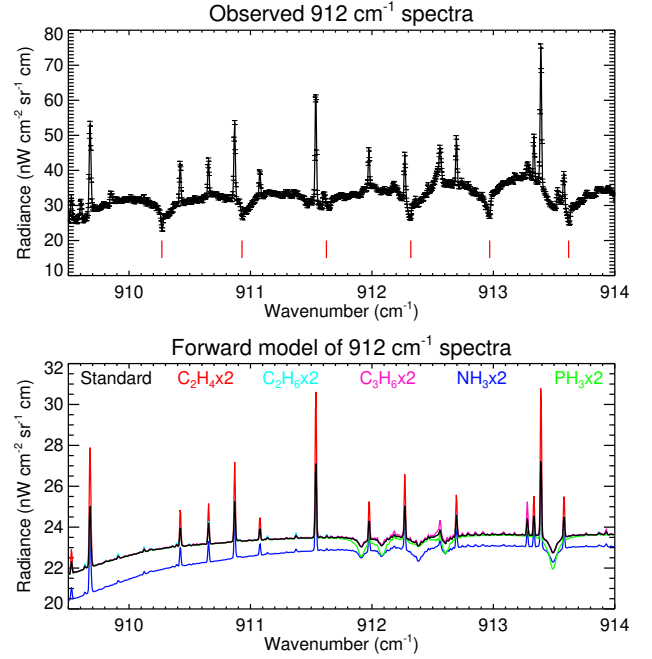 Observed 912 cm⁻¹ spectra
Radiance (nW cm⁻² sr⁻¹ cm)
80
70
60
50
40
30
20
10
910 911 912 913 914
Wavenumber (cm⁻¹)
Forward model of 912 cm⁻¹ spectra
Radiance (nW cm⁻² sr⁻¹ cm)
Standard C₂H₄x2 C₂H₆x2 C₃H₆x2 NH₃x2 PH₃x2
32
30
28
26
24
22
20
910 911 912 913 914
Wavenumber (cm⁻¹)